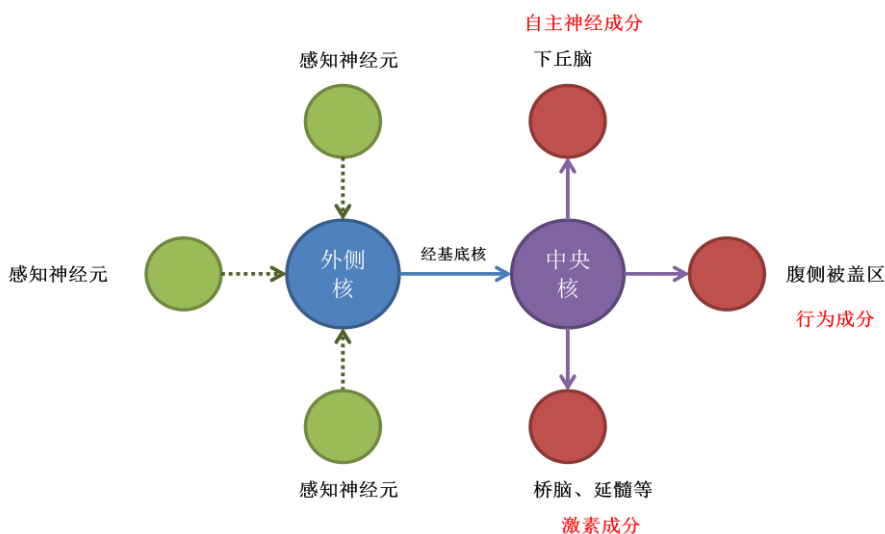 自主神经成分
感知神经元
下丘脑
外侧
核
经基底核
中央
核
感知神经元
腹侧被盖区
行为成分
感知神经元
桥脑、延髓等
激素成分